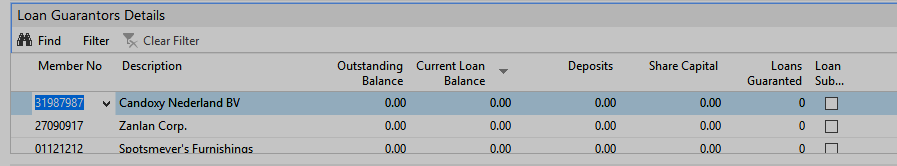 Loan Guarantors Details
Find Filter Clear Filter
Member No Description Outstanding Balance Current Loan Balance Deposits Share Capital Loans Guaranted Loan Sub...
31987987 Candoxy Nederland BV 0.00 0.00 0.00 0.00 0
27090917 Zanlan Corp. 0.00 0.00 0.00 0.00 0
01121212 Spotsmeyer's Furnishings 0.00 0.00 0.00 0.00 0